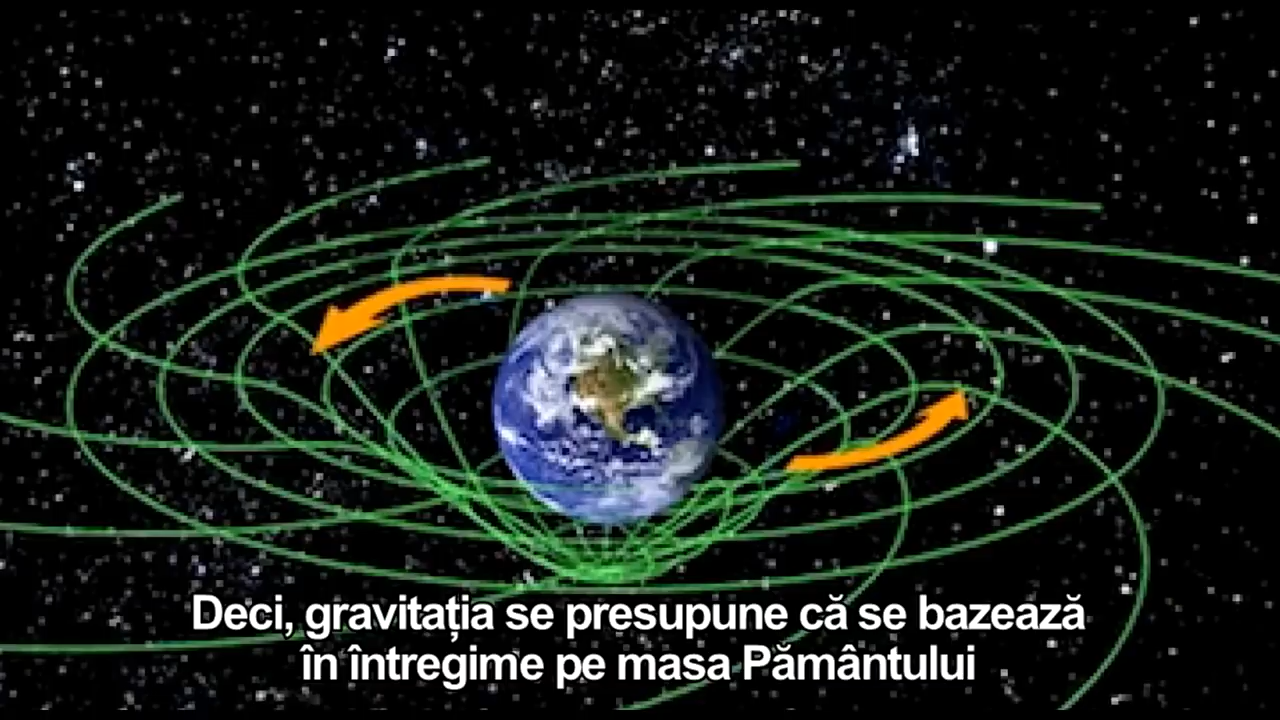 Deci, gravitația se presupune că se bazează
în întregime pe masa Pământului